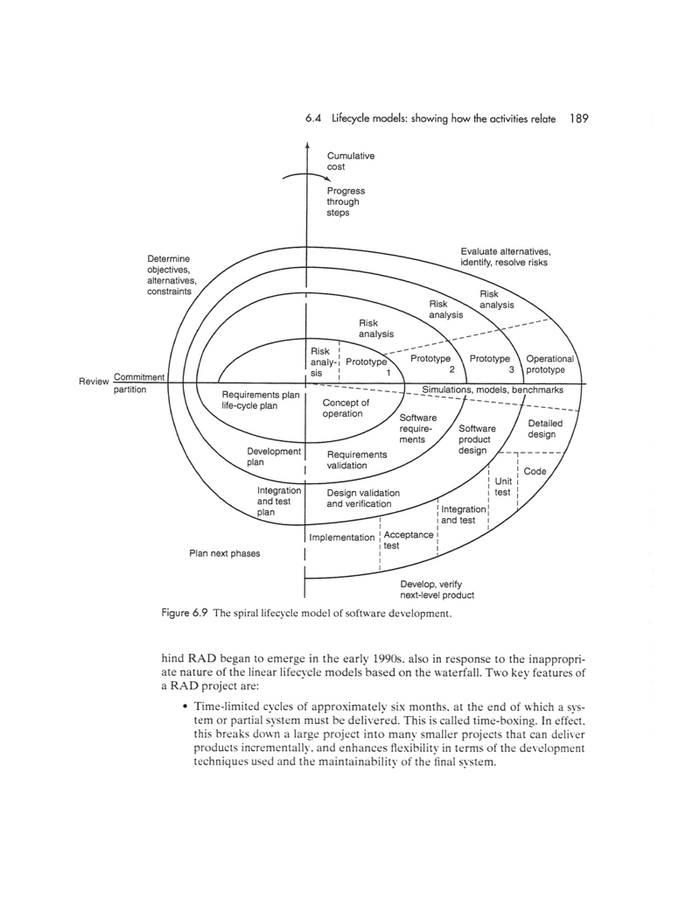 6.4 Lifecycle models: showing how the activities relate 189
Cumulative
cost
Progress
through
steps
Determine
objectives,
alternatives,
constraints
Evaluate alternatives,
identify, resolve risks
Risk
analysis
Risk
analysis
Risk
analysis
Risk
analy-
sis
Prototype
1
Prototype
2
Prototype
3
Operational
prototype
Review
Commitment
partition
Simulations, models, benchmarks
Requirements plan
life-cycle plan
Concept of
operation
Software
require-
ments
Software
product
design
Detailed
design
Development
plan
Requirements
validation
Code
Unit
test
Integration
and test
plan
Design validation
and verification
Integration
and test
Implementation
Acceptance
test
Plan next phases
Develop, verify
next-level product
Figure 6.9 The spiral lifecycle model of software development.
hind RAD began to emerge in the early 1990s, also in response to the inappropri-
ate nature of the linear lifecycle models based on the waterfall. Two key features of
a RAD project are:
• Time-limited cycles of approximately six months, at the end of which a sys-
tem or partial system must be delivered. This is called time-boxing. In effect,
this breaks down a large project into many smaller projects that can deliver
products incrementally, and enhances flexibility in terms of the development
techniques used and the maintainability of the final system.